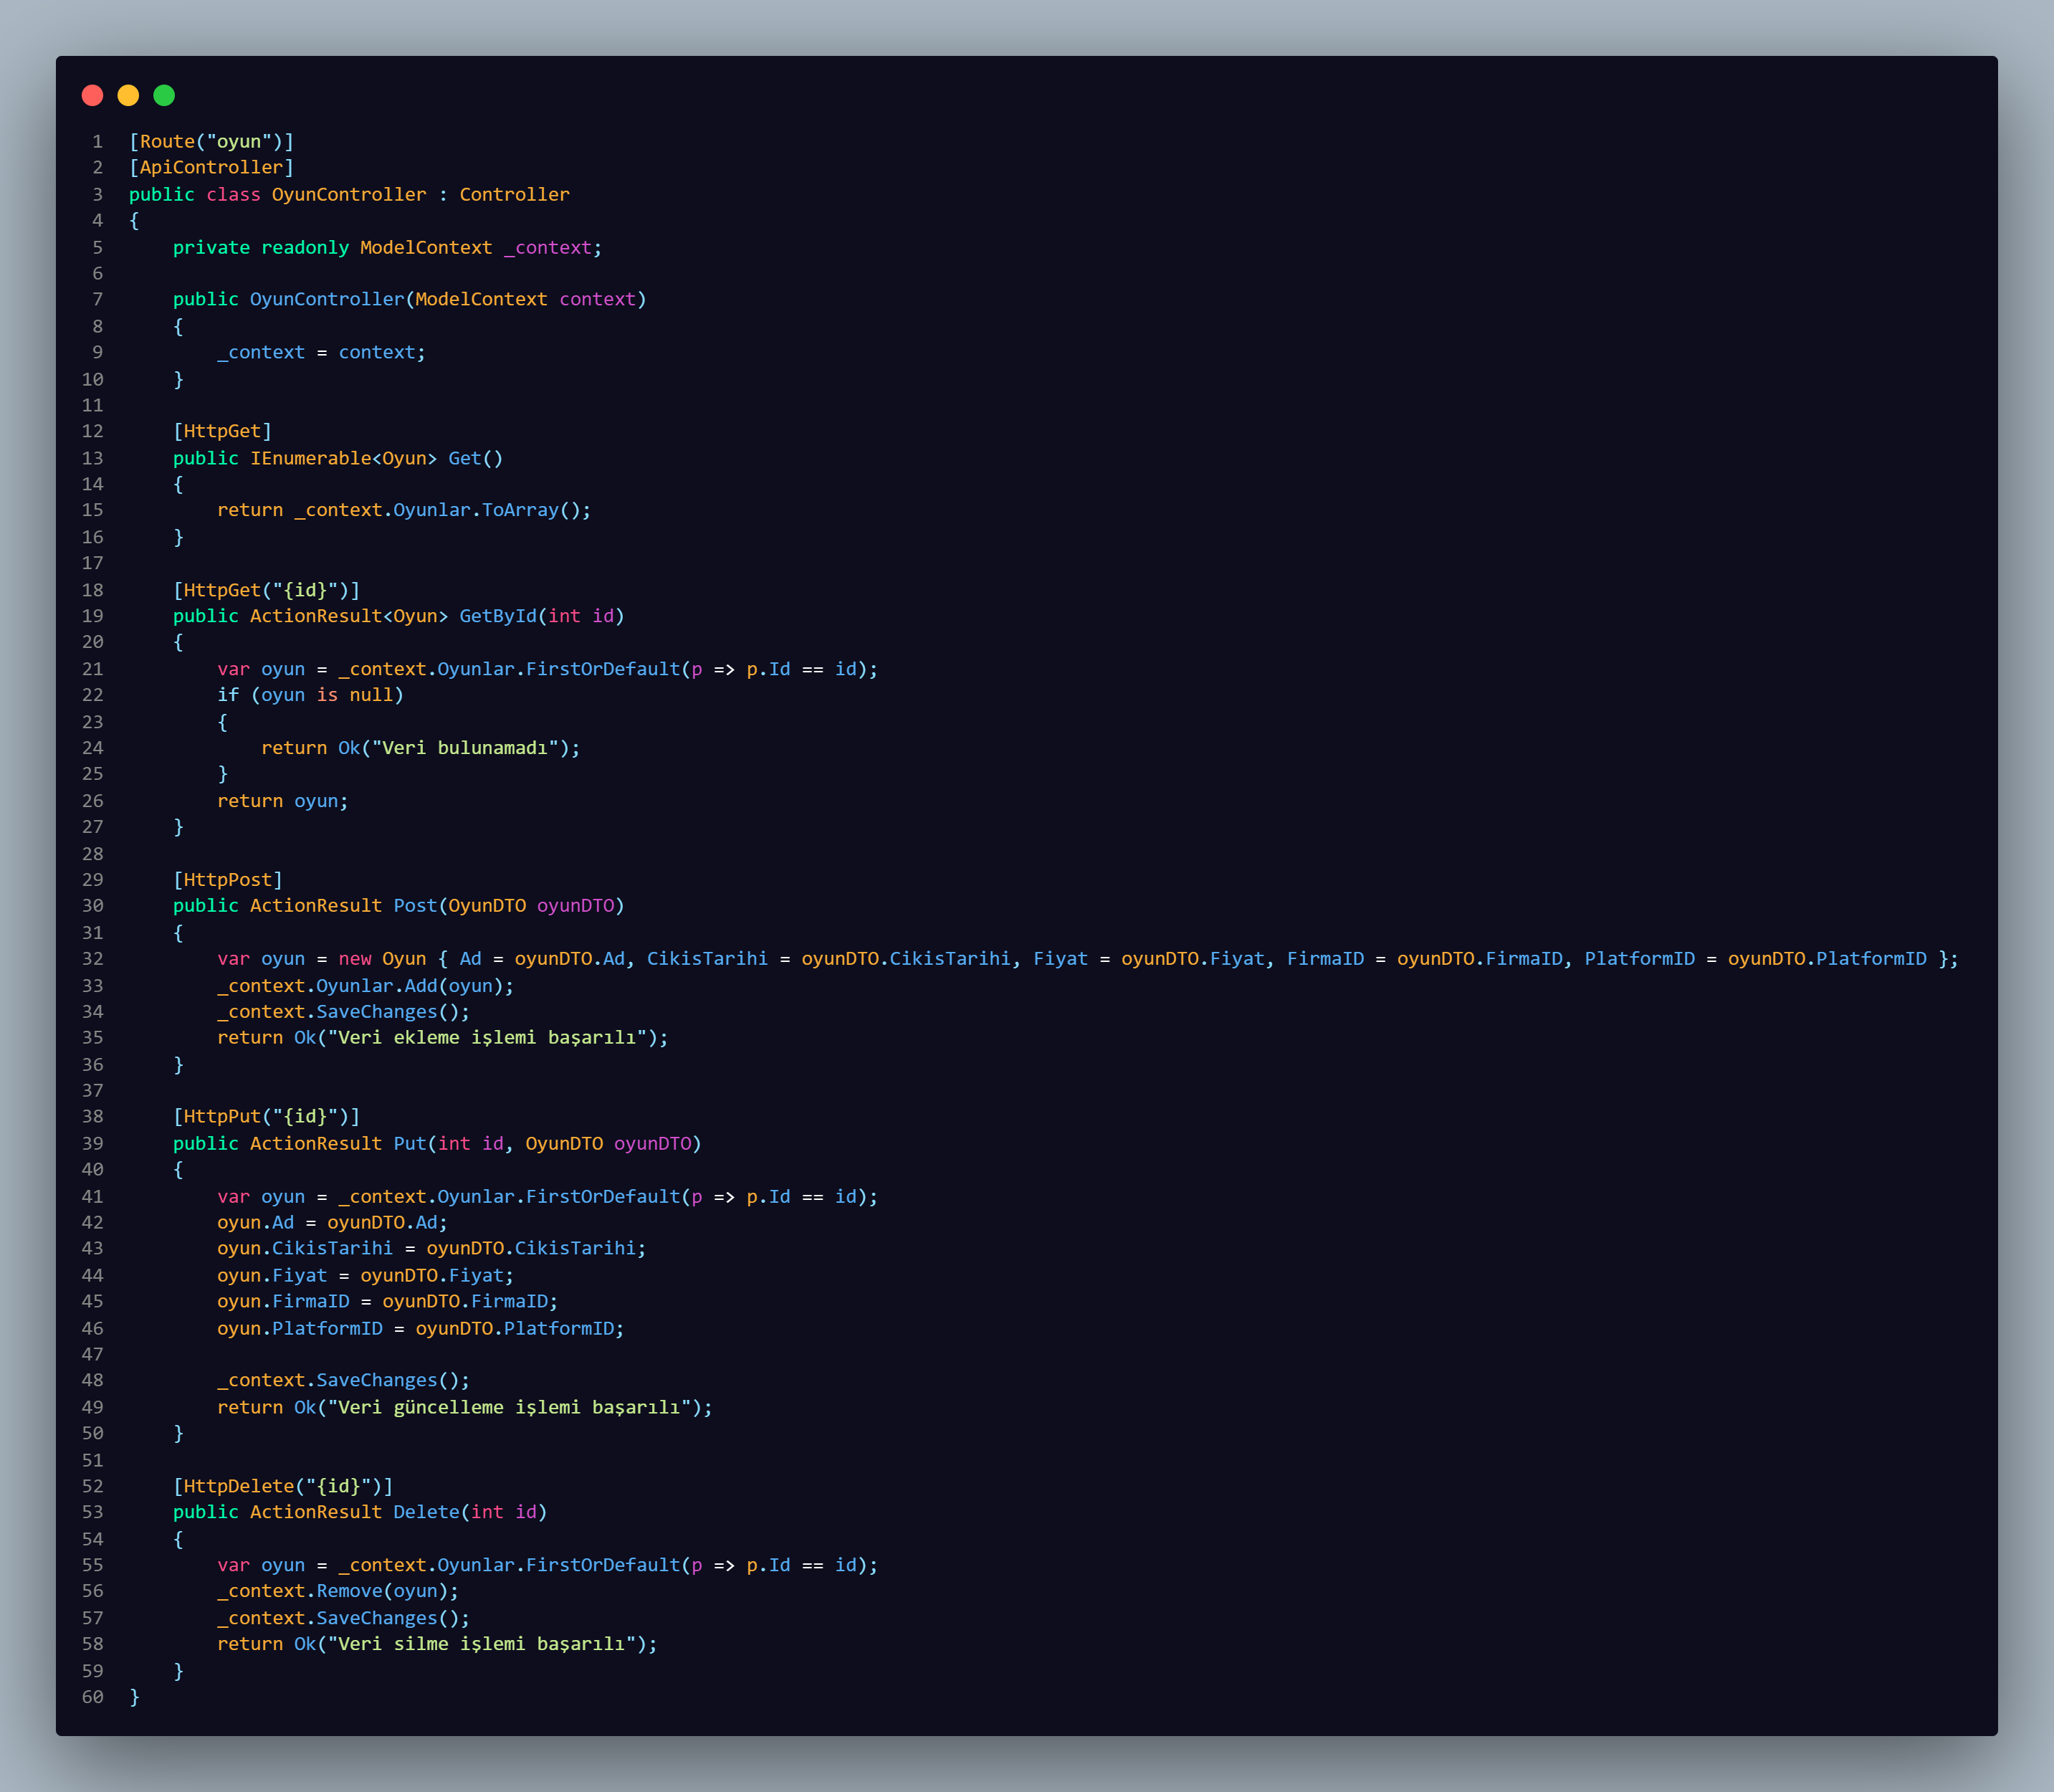 1 [Route("oyun")]
2 [ApiController]
3 public class OyunController : Controller
4 {
5     private readonly ModelContext _context;
6
7     public OyunController(ModelContext context)
8     {
9         _context = context;
10     }
11
12     [HttpGet]
13     public IEnumerable<Oyun> Get()
14     {
15         return _context.Oyunlar.ToArray();
16     }
17
18     [HttpGet("{id}")]
19     public ActionResult<Oyun> GetById(int id)
20     {
21         var oyun = _context.Oyunlar.FirstOrDefault(p => p.Id == id);
22         if (oyun is null)
23         {
24             return Ok("Veri bulunamadı");
25         }
26         return oyun;
27     }
28
29     [HttpPost]
30     public ActionResult Post(OyunDTO oyunDTO)
31     {
32         var oyun = new Oyun { Ad = oyunDTO.Ad, CikisTarihi = oyunDTO.CikisTarihi, Fiyat = oyunDTO.Fiyat, FirmaID = oyunDTO.FirmaID, PlatformID = oyunDTO.PlatformID };
33         _context.Oyunlar.Add(oyun);
34         _context.SaveChanges();
35         return Ok("Veri ekleme işlemi başarılı");
36     }
37
38     [HttpPut("{id}")]
39     public ActionResult Put(int id, OyunDTO oyunDTO)
40     {
41         var oyun = _context.Oyunlar.FirstOrDefault(p => p.Id == id);
42         oyun.Ad = oyunDTO.Ad;
43         oyun.CikisTarihi = oyunDTO.CikisTarihi;
44         oyun.Fiyat = oyunDTO.Fiyat;
45         oyun.FirmaID = oyunDTO.FirmaID;
46         oyun.PlatformID = oyunDTO.PlatformID;
47
48         _context.SaveChanges();
49         return Ok("Veri güncelleme işlemi başarılı");
50     }
51
52     [HttpDelete("{id}")]
53     public ActionResult Delete(int id)
54     {
55         var oyun = _context.Oyunlar.FirstOrDefault(p => p.Id == id);
56         _context.Remove(oyun);
57         _context.SaveChanges();
58         return Ok("Veri silme işlemi başarılı");
59     }
60 }